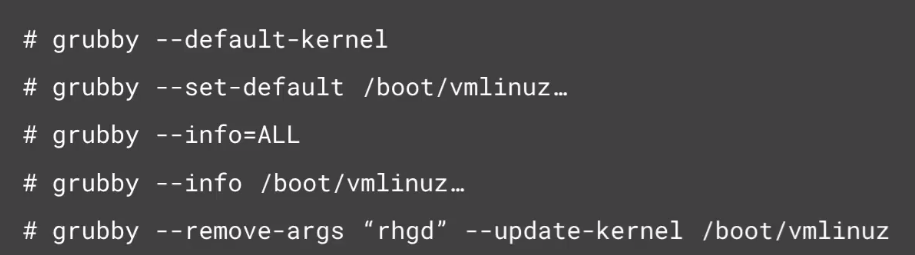 # grubby --default-kernel
# grubby --set-default /boot/vmlinuz…
# grubby --info=ALL
# grubby --info /boot/vmlinuz…
# grubby --remove-args “rhgd” --update-kernel /boot/vmlinuz